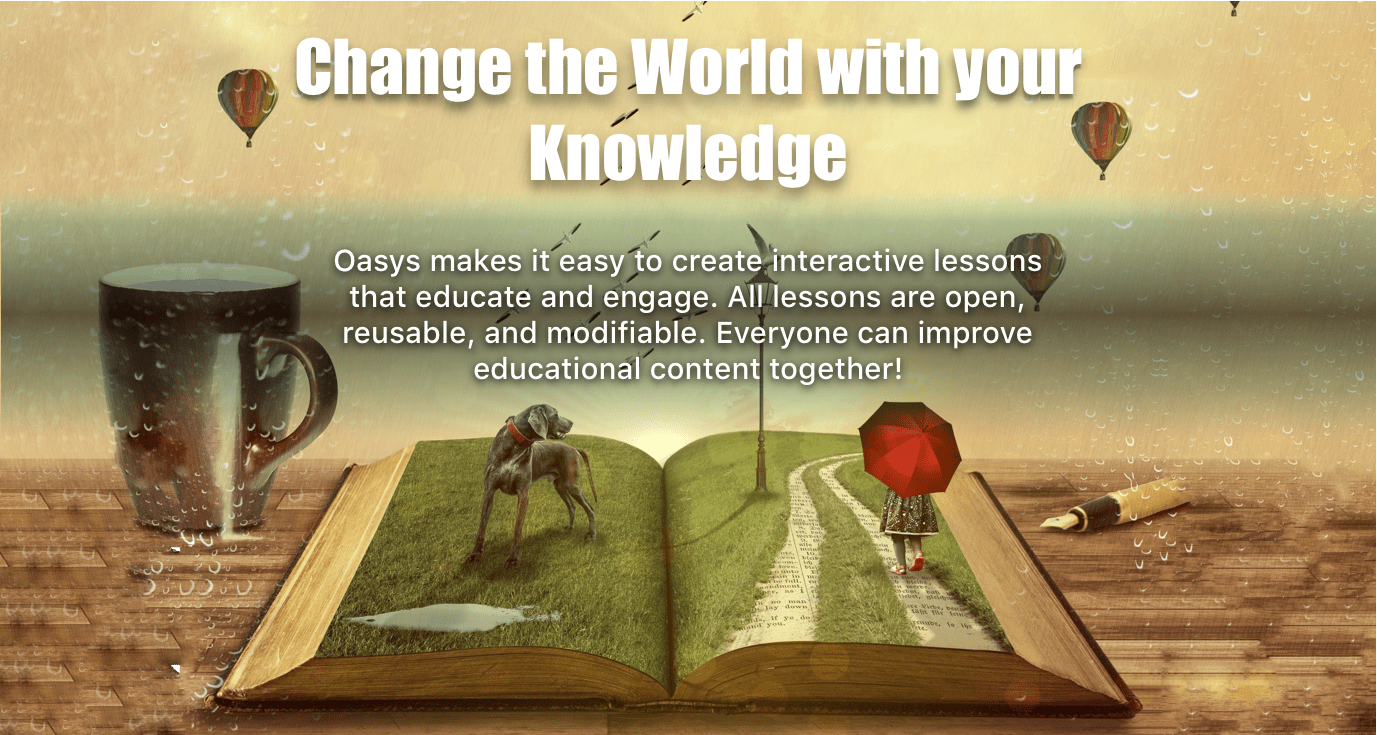 Change the World with your
Knowledge
Oasys makes it easy to create interactive lessons
that educate and engage. All lessons are open,
reusable, and modifiable. Everyone can improve
educational content together!